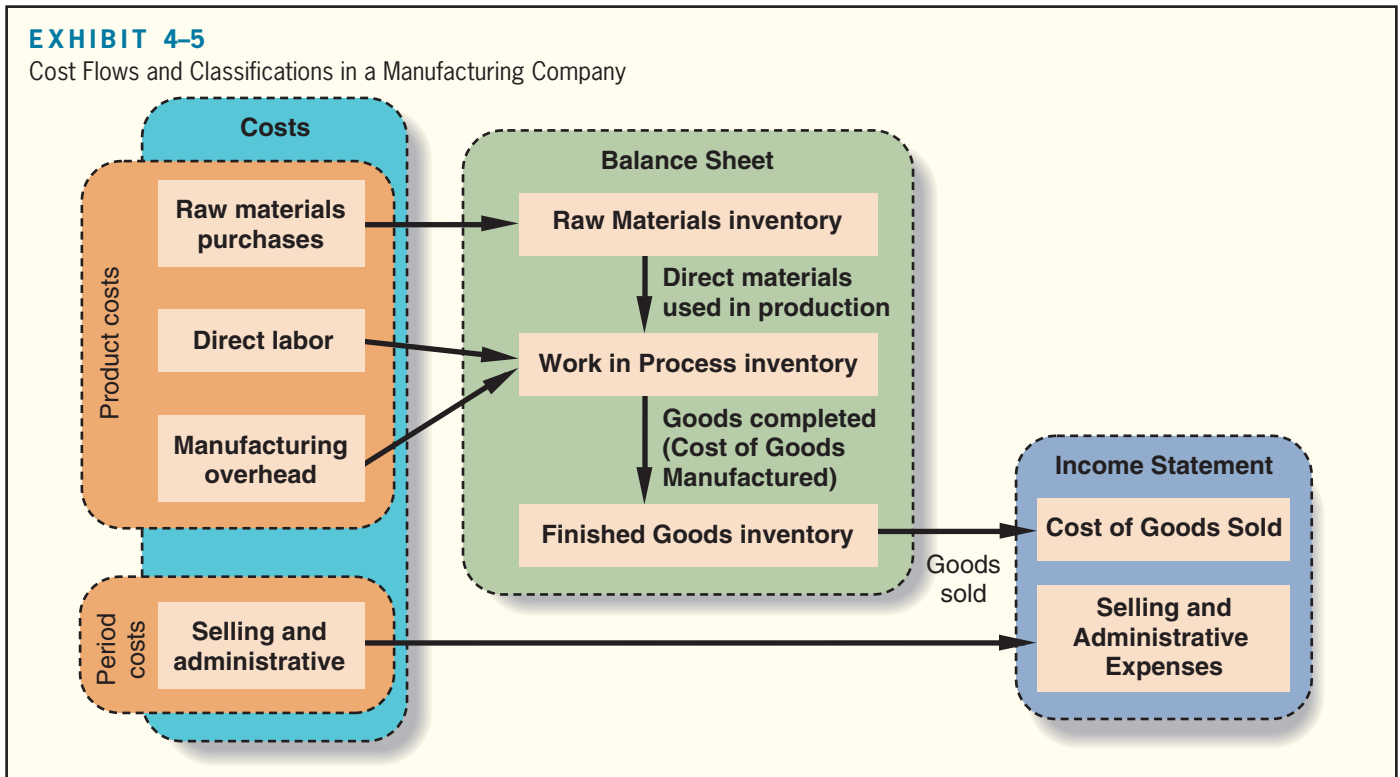 EXHIBIT 4–5
Cost Flows and Classifications in a Manufacturing Company
Costs
Product costs
Raw materials
purchases
Direct labor
Manufacturing
overhead
Period
costs
Selling and
administrative
Balance Sheet
Raw Materials inventory
Direct materials
used in production
Work in Process inventory
Goods completed
(Cost of Goods
Manufactured)
Finished Goods inventory
Goods
sold
Income Statement
Cost of Goods Sold
Selling and
Administrative
Expenses